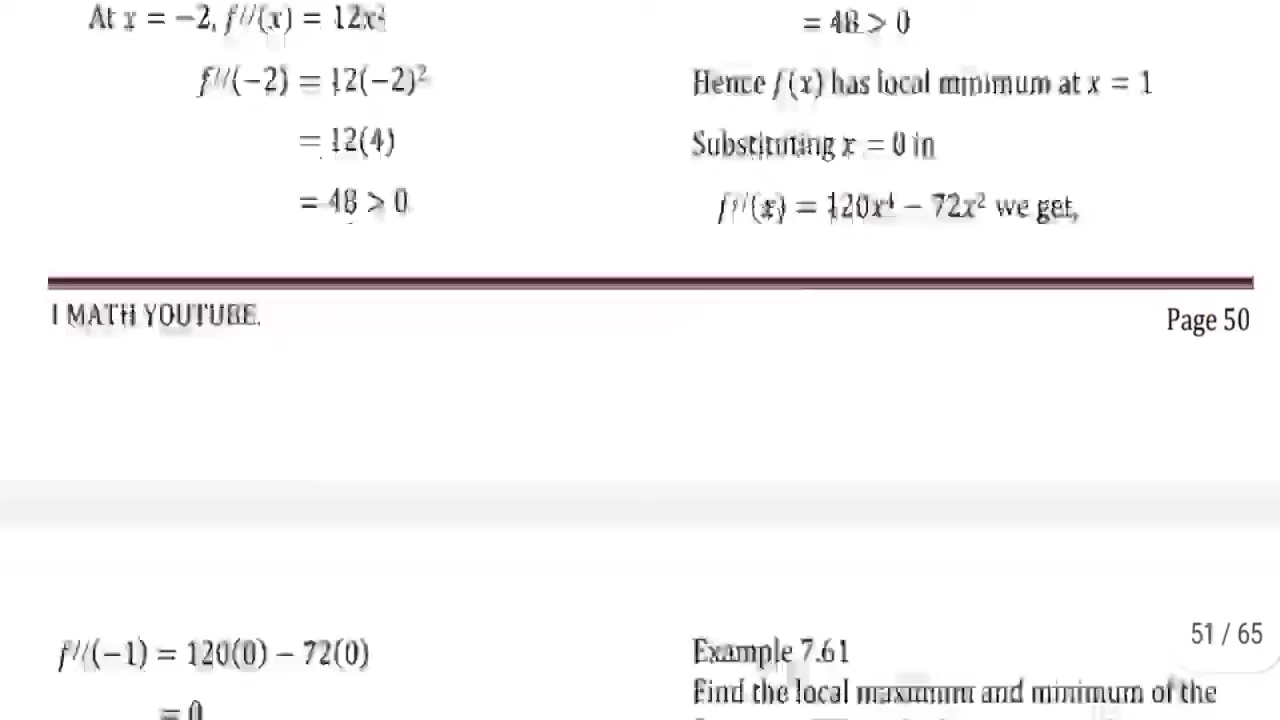 At x = −2, f//(x) = 12x²
f//(−2) = 12(−2)²
= 12(4)
= 48 > 0
= 48 > 0
Hence f(x) has local minimum at x = 1
Substituting x = 0 in
f//(x) = 120x⁴ − 72x² we get,
I MATH YOUTUBE.
Page 50
51 / 65
f//(−1) = 120(0) − 72(0)
= 0
Example 7.61
Find the local maximum and minimum of the